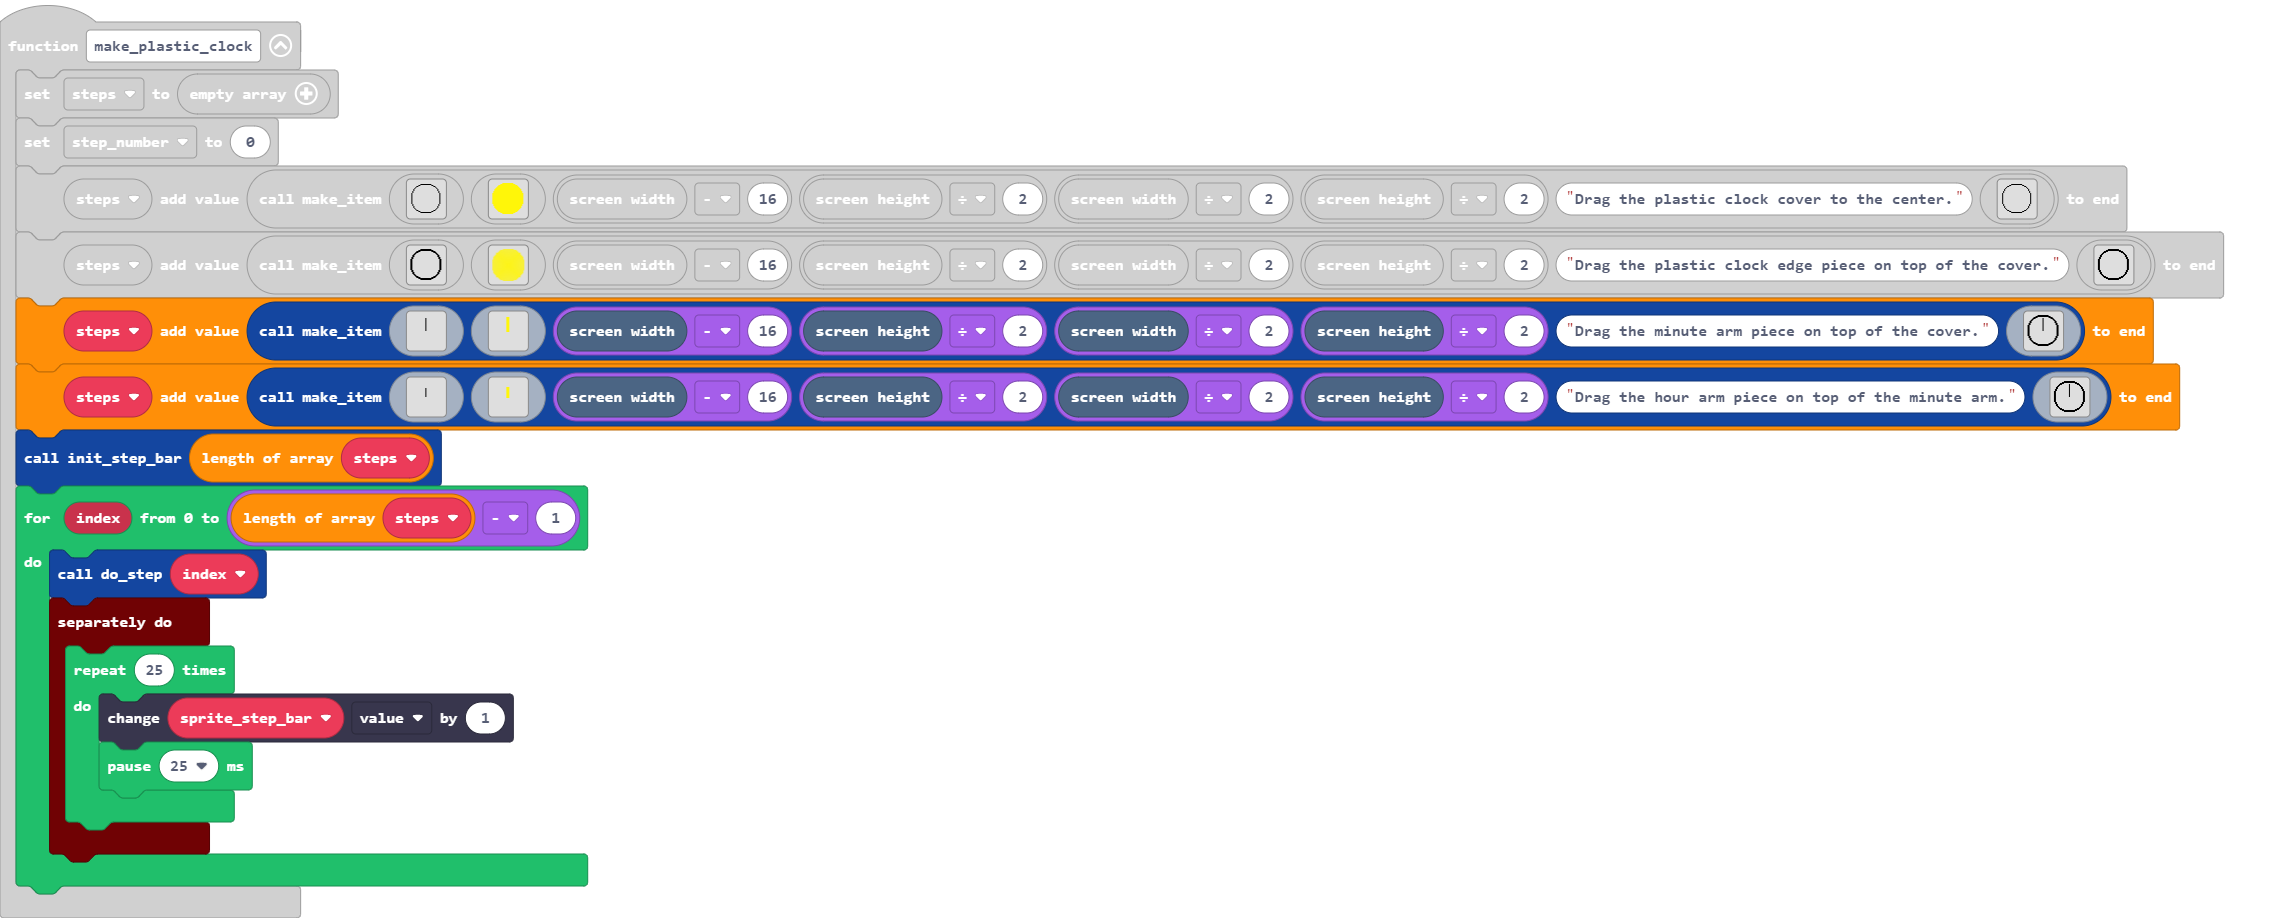 function make_plastic_clock
set steps to empty array
set step_number to 0
steps add value call make_item screen width - 16 screen height ÷ 2 screen width ÷ 2 screen height ÷ 2 "Drag the plastic clock cover to the center." to end
steps add value call make_item screen width - 16 screen height ÷ 2 screen width ÷ 2 screen height ÷ 2 "Drag the plastic clock edge piece on top of the cover." to end
steps add value call make_item screen width - 16 screen height ÷ 2 screen width ÷ 2 screen height ÷ 2 "Drag the minute arm piece on top of the cover." to end
steps add value call make_item screen width - 16 screen height ÷ 2 screen width ÷ 2 screen height ÷ 2 "Drag the hour arm piece on top of the minute arm." to end
call init_step_bar length of array steps
for index from 0 to length of array steps - 1
do
call do_step index
separately do
repeat 25 times
do
change sprite_step_bar value by 1
pause 25 ms